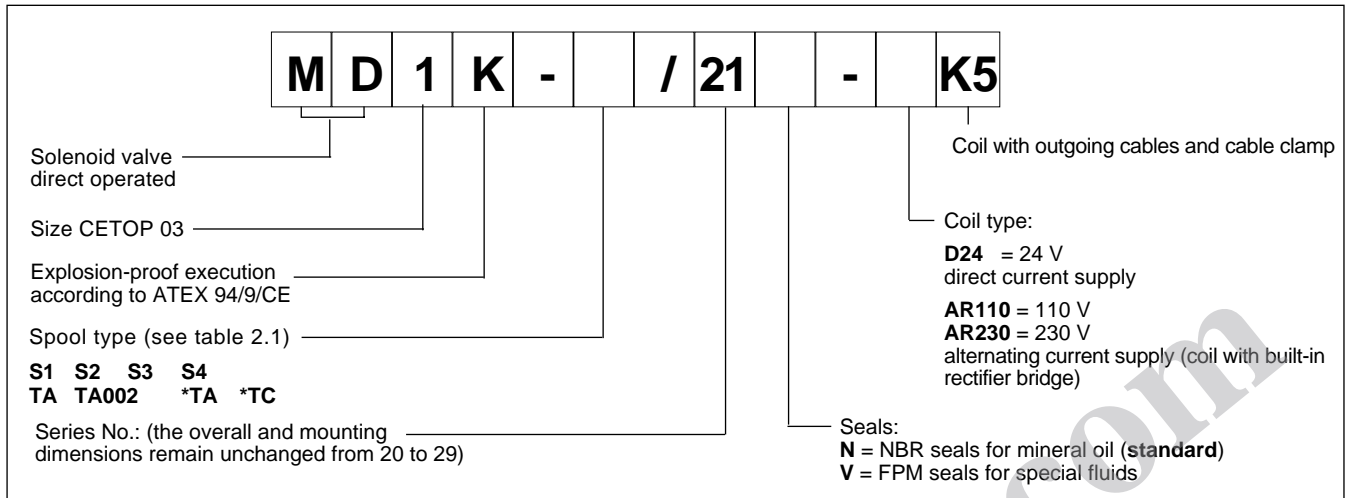 M D 1 K - / 21 - K5
Coil with outgoing cables and cable clamp
Solenoid valve
direct operated
Size CETOP 03
Explosion-proof execution
according to ATEX 94/9/CE
Spool type (see table 2.1)
S1 S2 S3 S4
TA TA002 *TA *TC
Series No.: (the overall and mounting
dimensions remain unchanged from 20 to 29)
Coil type:
D24 = 24 V
direct current supply
AR110 = 110 V
AR230 = 230 V
alternating current supply (coil with built-in
rectifier bridge)
Seals:
N = NBR seals for mineral oil (standard)
V = FPM seals for special fluids
com